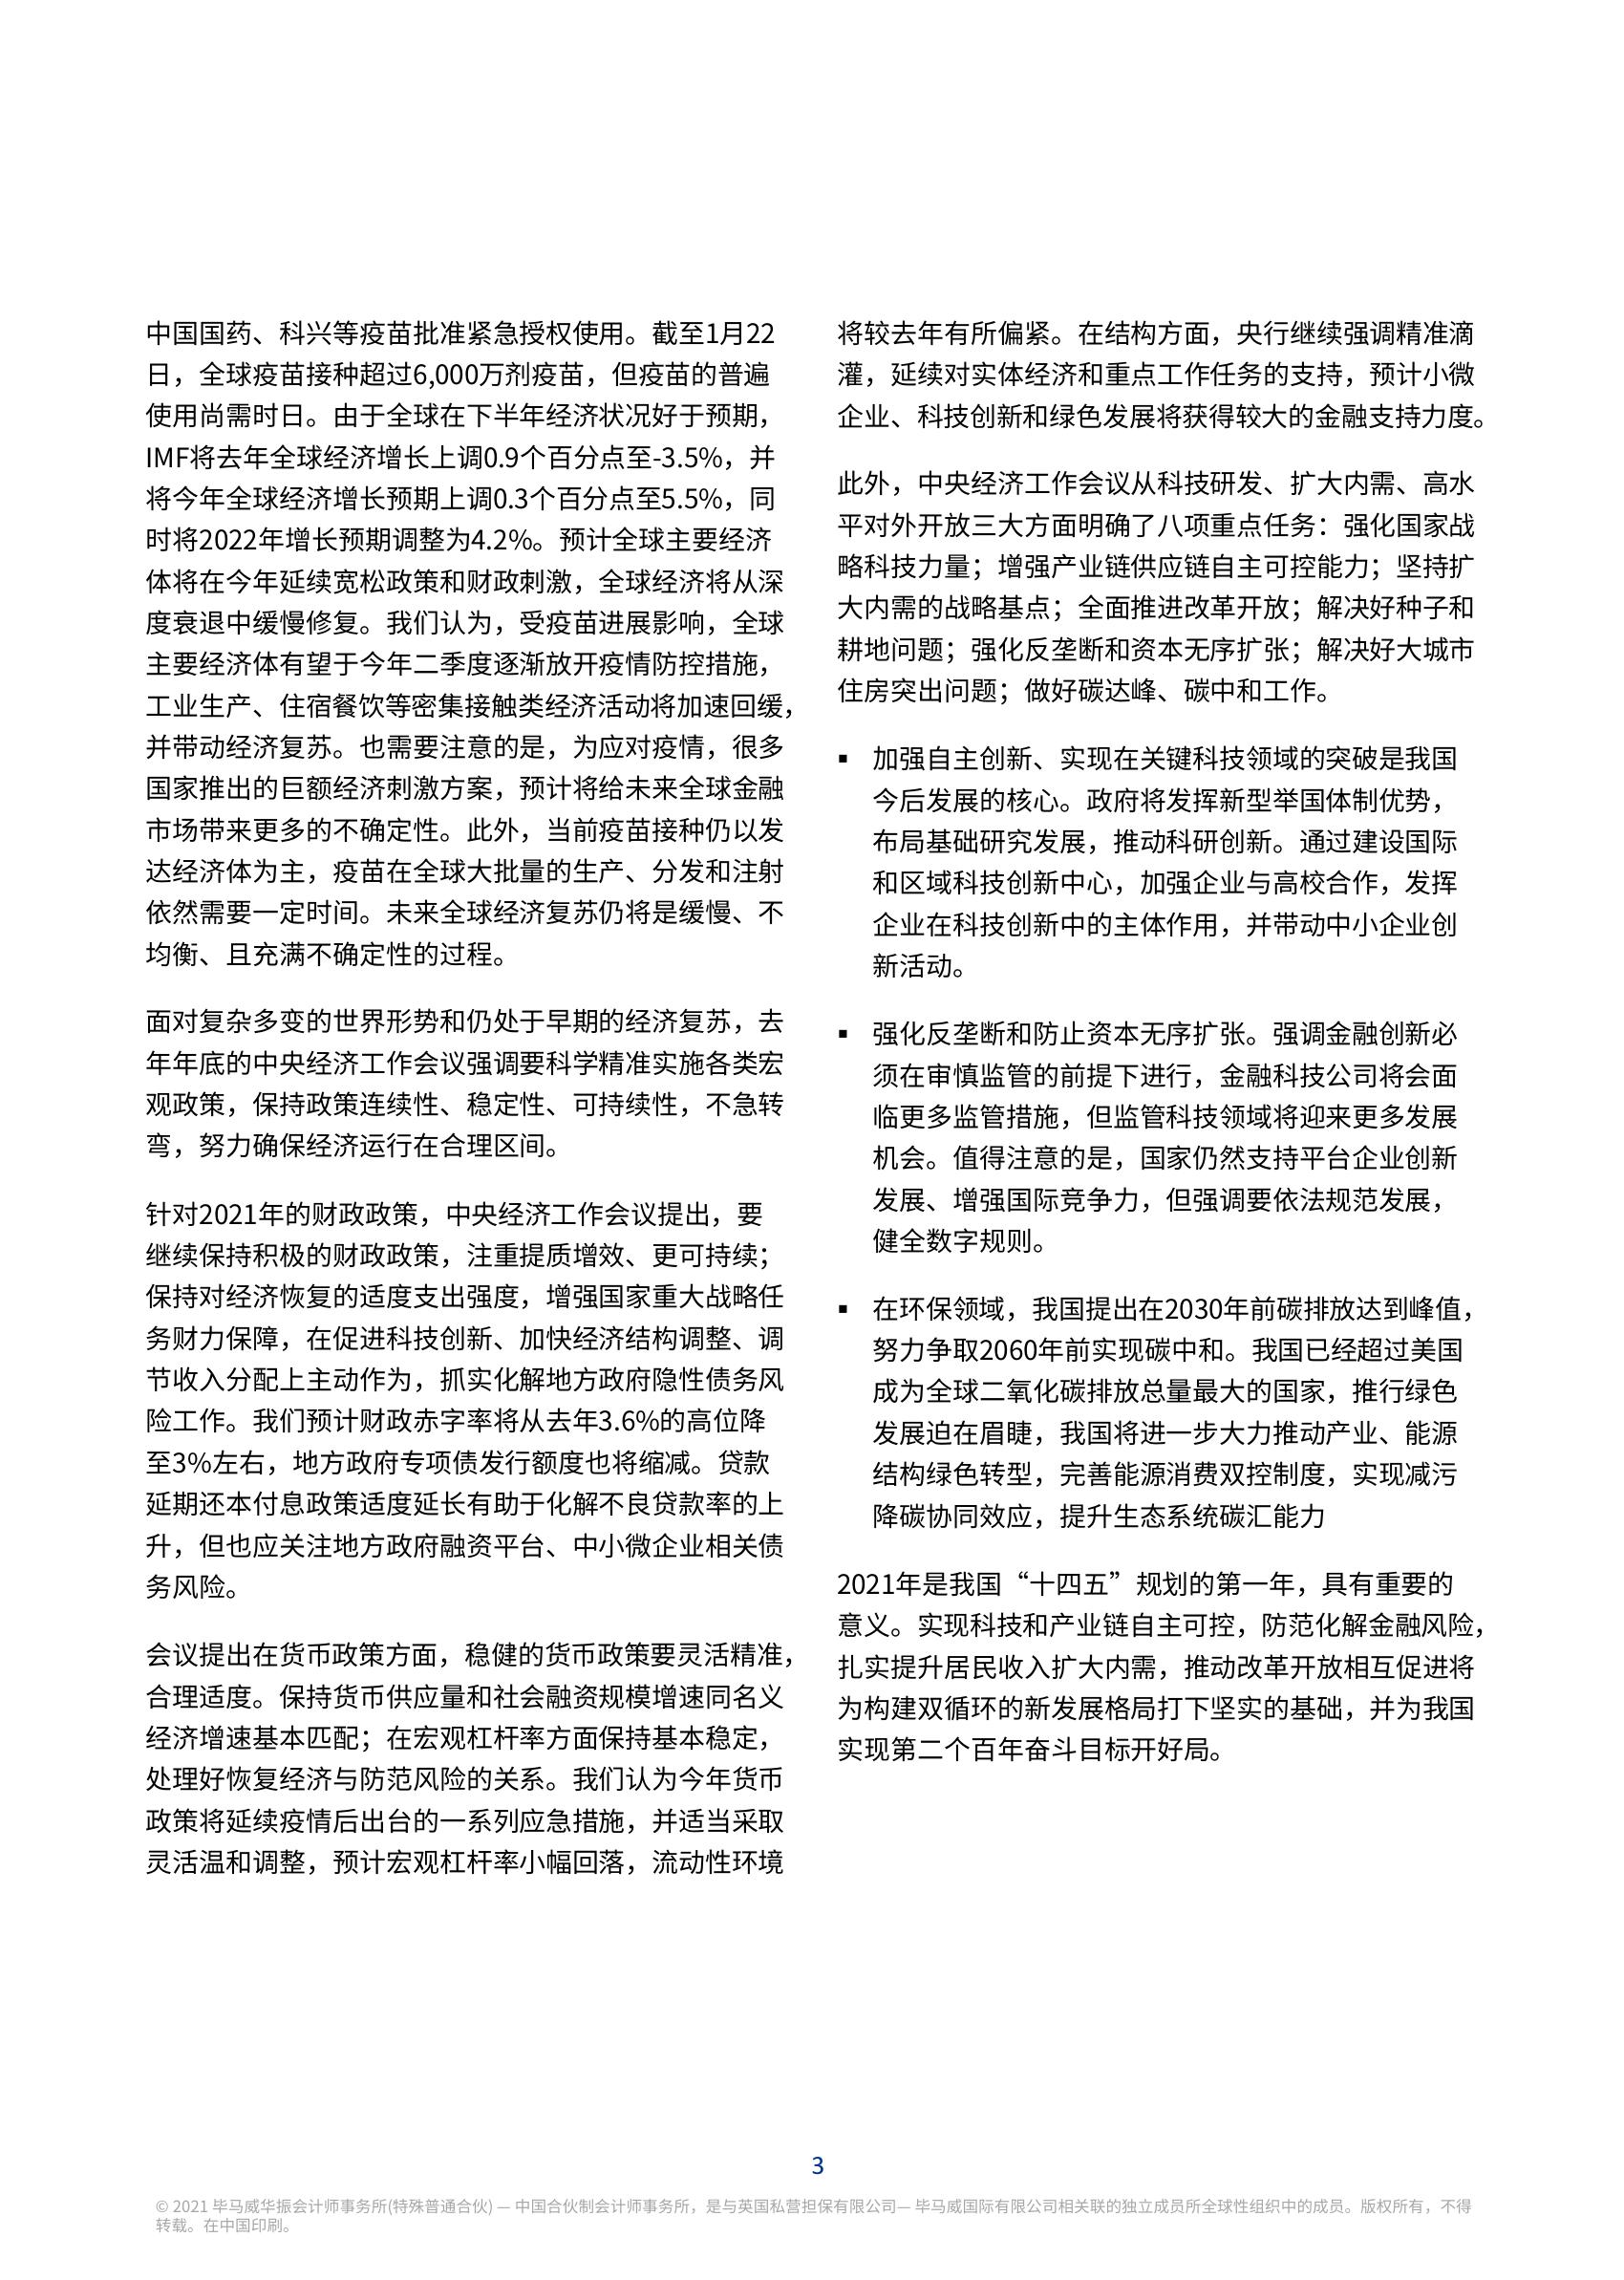 中国国药、科兴等疫苗批准紧急授权使用。截至1月22
日，全球疫苗接种超过6,000万剂疫苗，但疫苗的普遍
使用尚需时日。由于全球在下半年经济状况好于预期，
IMF将去年全球经济增长上调0.9个百分点至-3.5%，并
将今年全球经济增长预期上调0.3个百分点至5.5%，同
时将2022年增长预期调整为4.2%。预计全球主要经济
体将在今年延续宽松政策和财政刺激，全球经济将从深
度衰退中缓慢修复。我们认为，受疫苗进展影响，全球
主要经济体有望于今年二季度逐渐放开疫情防控措施，
工业生产、住宿餐饮等密集接触类经济活动将加速回缓，
并带动经济复苏。也需要注意的是，为应对疫情，很多
国家推出的巨额经济刺激方案，预计将给未来全球金融
市场带来更多的不确定性。此外，当前疫苗接种仍以发
达经济体为主，疫苗在全球大批量的生产、分发和注射
依然需要一定时间。未来全球经济复苏仍将是缓慢、不
均衡、且充满不确定性的过程。
面对复杂多变的世界形势和仍处于早期的经济复苏，去
年年底的中央经济工作会议强调要科学精准实施各类宏
观政策，保持政策连续性、稳定性、可持续性，不急转
弯，努力确保经济运行在合理区间。
针对2021年的财政政策，中央经济工作会议提出，要
继续保持积极的财政政策，注重提质增效、更可持续；
保持对经济恢复的适度支出强度，增强国家重大战略任
务财力保障，在促进科技创新、加快经济结构调整、调
节收入分配上主动作为，抓实化解地方政府隐性债务风
险工作。我们预计财政赤字率将从去年3.6%的高位降
至3%左右，地方政府专项债发行额度也将缩减。贷款
延期还本付息政策适度延长有助于化解不良贷款率的上
升，但也应关注地方政府融资平台、中小微企业相关债
务风险。
会议提出在货币政策方面，稳健的货币政策要灵活精准，
合理适度。保持货币供应量和社会融资规模增速同名义
经济增速基本匹配；在宏观杠杆率方面保持基本稳定，
处理好恢复经济与防范风险的关系。我们认为今年货币
政策将延续疫情后出台的一系列应急措施，并适当采取
灵活温和调整，预计宏观杠杆率小幅回落，流动性环境
将较去年有所偏紧。在结构方面，央行继续强调精准滴
灌，延续对实体经济和重点工作任务的支持，预计小微
企业、科技创新和绿色发展将获得较大的金融支持力度。
此外，中央经济工作会议从科技研发、扩大内需、高水
平对外开放三大方面明确了八项重点任务：强化国家战
略科技力量；增强产业链供应链自主可控能力；坚持扩
大内需的战略基点；全面推进改革开放；解决好种子和
耕地问题；强化反垄断和资本无序扩张；解决好大城市
住房突出问题；做好碳达峰、碳中和工作。
▪ 加强自主创新、实现在关键科技领域的突破是我国
今后发展的核心。政府将发挥新型举国体制优势，
布局基础研究发展，推动科研创新。通过建设国际
和区域科技创新中心，加强企业与高校合作，发挥
企业在科技创新中的主体作用，并带动中小企业创
新活动。
▪ 强化反垄断和防止资本无序扩张。强调金融创新必
须在审慎监管的前提下进行，金融科技公司将会面
临更多监管措施，但监管科技领域将迎来更多发展
机会。值得注意的是，国家仍然支持平台企业创新
发展、增强国际竞争力，但强调要依法规范发展，
健全数字规则。
▪ 在环保领域，我国提出在2030年前碳排放达到峰值，
努力争取2060年前实现碳中和。我国已经超过美国
成为全球二氧化碳排放总量最大的国家，推行绿色
发展迫在眉睫，我国将进一步大力推动产业、能源
结构绿色转型，完善能源消费双控制度，实现减污
降碳协同效应，提升生态系统碳汇能力
2021年是我国“十四五”规划的第一年，具有重要的
意义。实现科技和产业链自主可控，防范化解金融风险，
扎实提升居民收入扩大内需，推动改革开放相互促进将
为构建双循环的新发展格局打下坚实的基础，并为我国
实现第二个百年奋斗目标开好局。
3
© 2021 毕马威华振会计师事务所(特殊普通合伙) — 中国合伙制会计师事务所，是与英国私营担保有限公司— 毕马威国际有限公司相关联的独立成员所全球性组织中的成员。版权所有，不得
转载。在中国印刷。